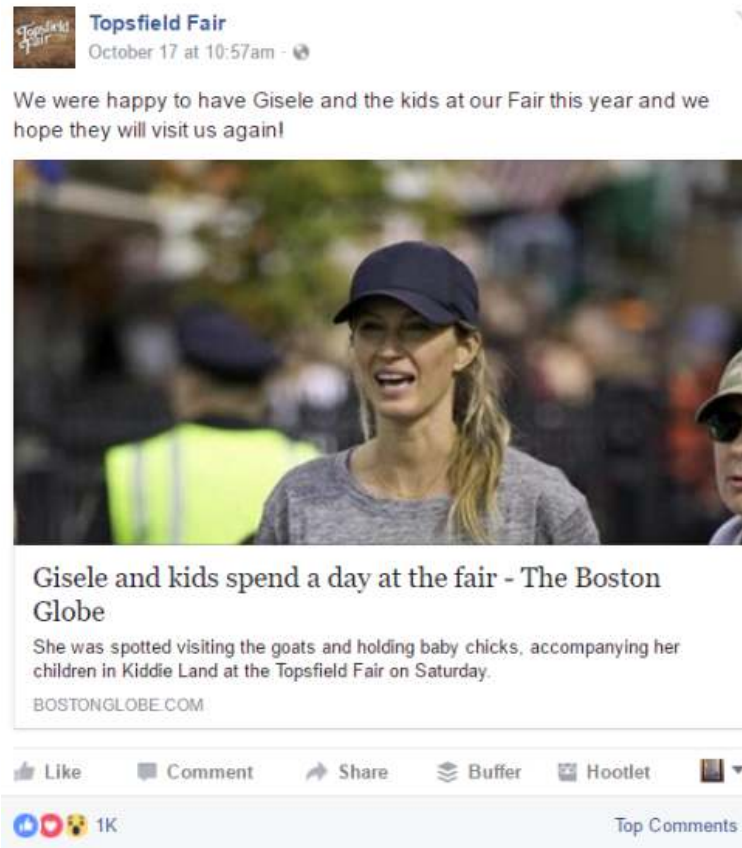 Topsfield
Fair
Topsfield Fair
October 17 at 10:57am ·
We were happy to have Gisele and the kids at our Fair this year and we
hope they will visit us again!
Gisele and kids spend a day at the fair - The Boston
Globe
She was spotted visiting the goats and holding baby chicks, accompanying her
children in Kiddie Land at the Topsfield Fair on Saturday.
BOSTONGLOBE.COM
Like Comment Share Buffer Hootlet
1K Top Comments